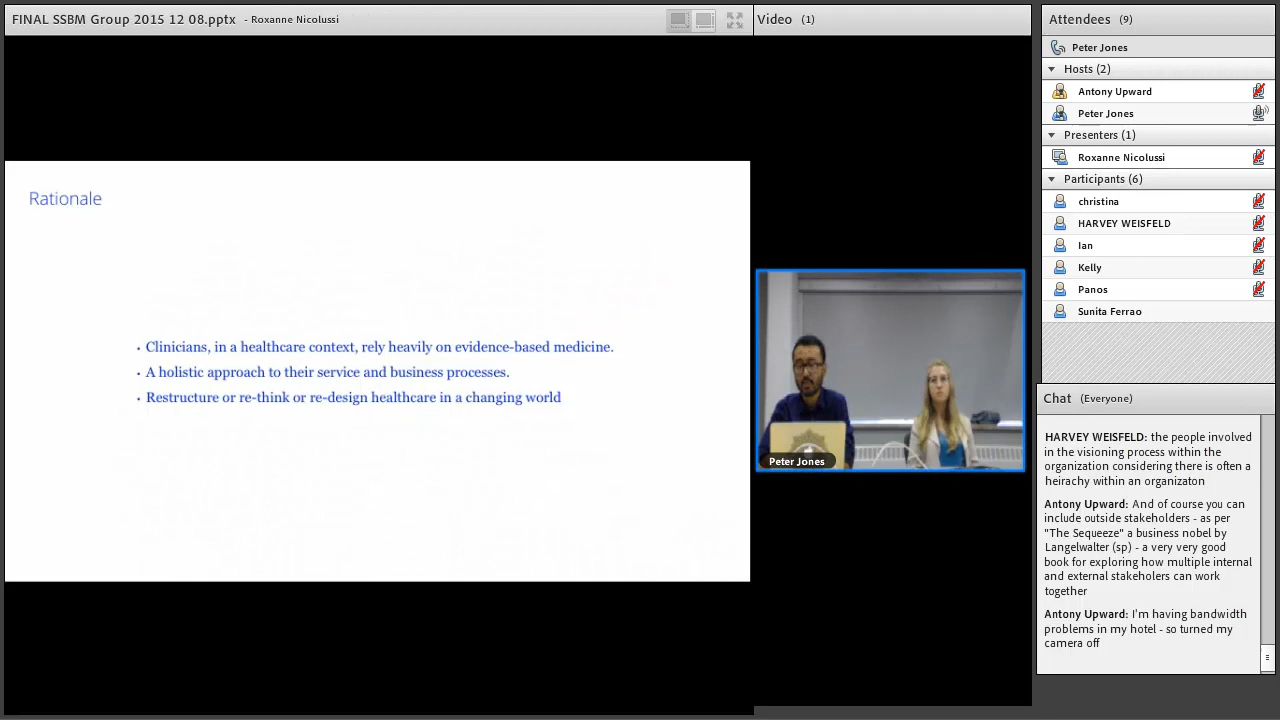 FINAL SSBM Group 2015 12 08.pptx - Roxanne Nicolussi
Rationale
• Clinicians, in a healthcare context, rely heavily on evidence-based medicine.
• A holistic approach to their service and business processes.
• Restructure or re-think or re-design healthcare in a changing world
Video (1)
Peter Jones
Attendees (9)
Peter Jones
Hosts (2)
Antony Upward
Peter Jones
Presenters (1)
Roxanne Nicolussi
Participants (6)
christina
HARVEY WEISFELD
Ian
Kelly
Panos
Sunita Ferrao
Chat (Everyone)
HARVEY WEISFELD: the people involved
in the visioning process within the
organization considering there is often a
heirachy within an organizaton
Antony Upward: And of course you can
include outside stakeholders - as per
"The Sequeeze" a business nobel by
Langelwalter (sp) - a very very good
book for exploring how multiple internal
and external stakeholers can work
together
Antony Upward: I'm having bandwidth
problems in my hotel - so turned my
camera off